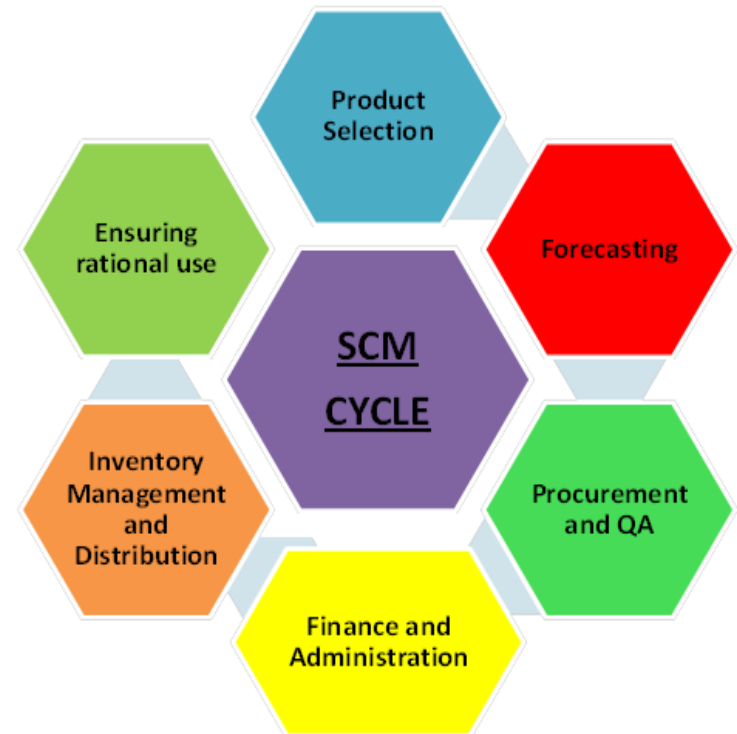 Product
Selection
Forecasting
Procurement
and QA
Finance and
Administration
Inventory
Management
and
Distribution
Ensuring
rational use
SCM
CYCLE